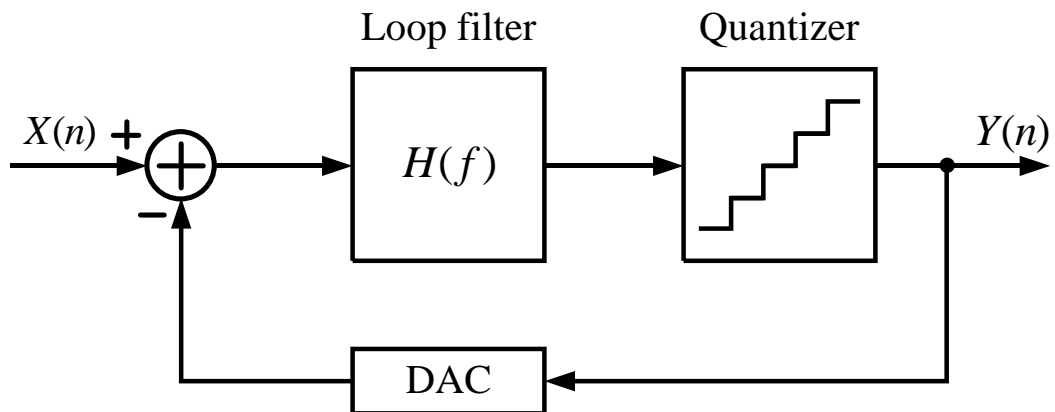 Loop filter
Quantizer
X(n)
+
H(f)
Y(n)
−
DAC